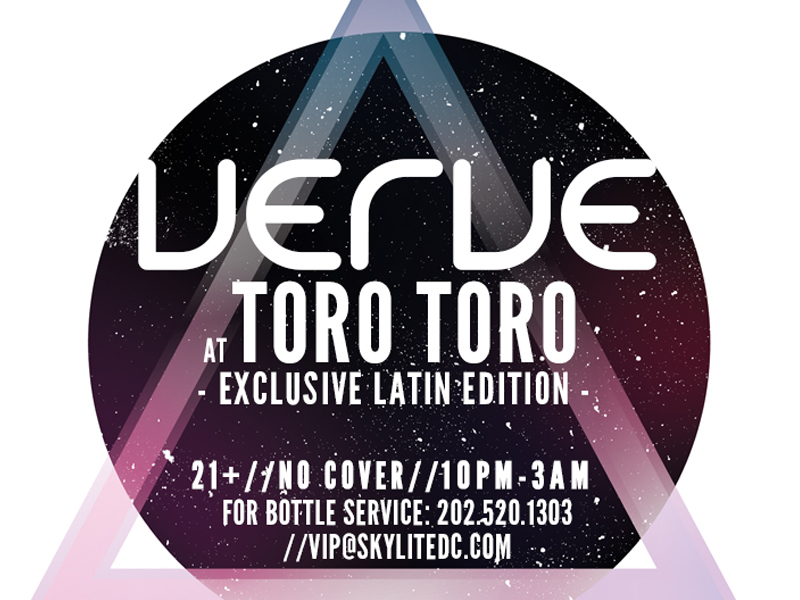 VERVE
AT TORO TORO
- EXCLUSIVE LATIN EDITION -
21+//NO COVER//10PM-3AM
FOR BOTTLE SERVICE: 202.520.1303
//VIP@SKYLITEDC.COM